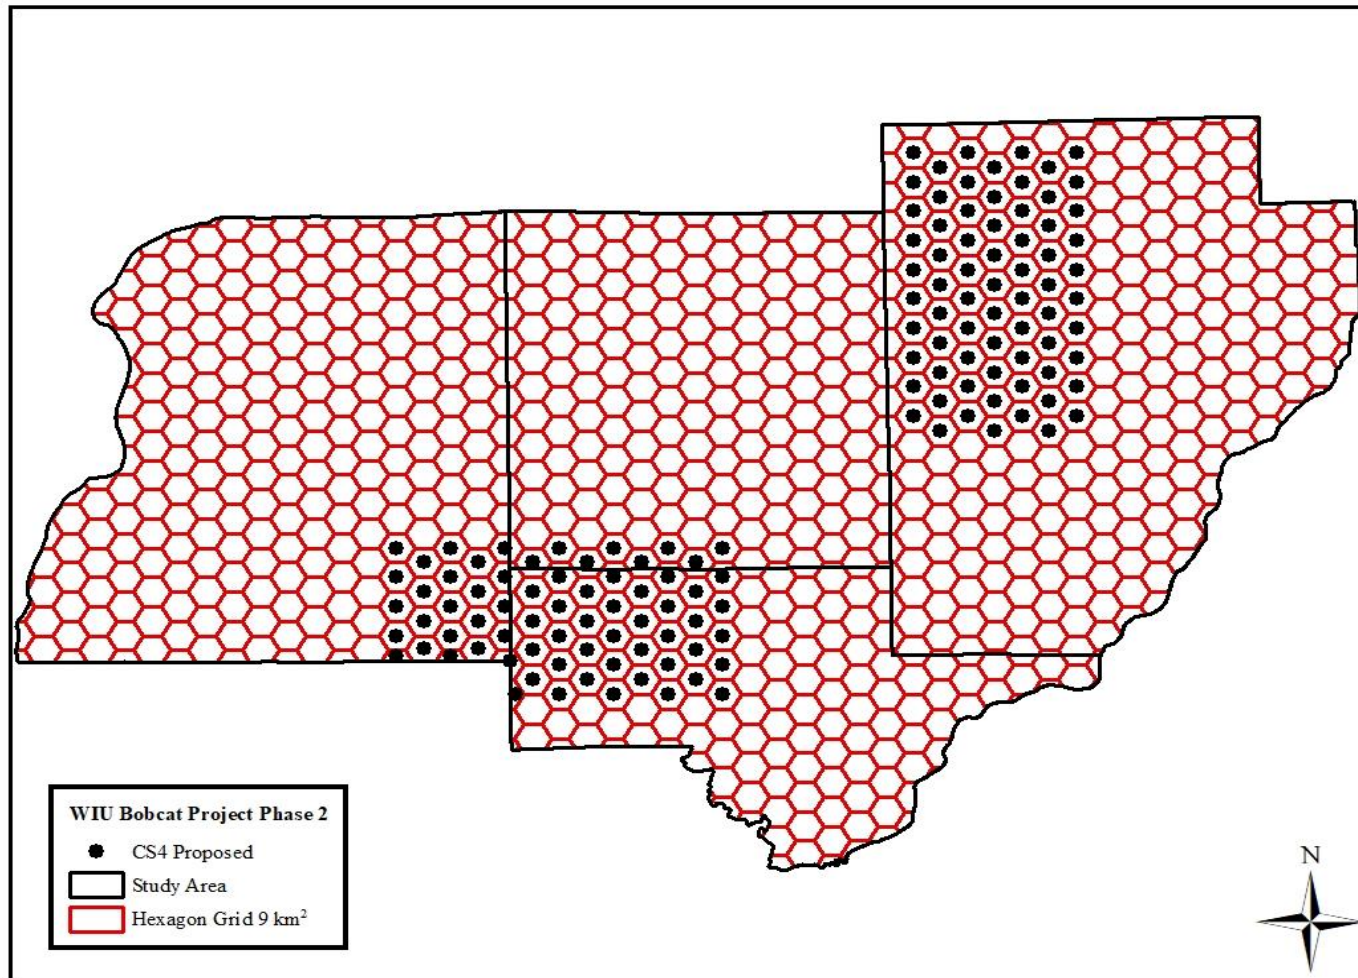 WIU Bobcat Project Phase 2
CS4 Proposed
Study Area
Hexagon Grid 9 km²
N